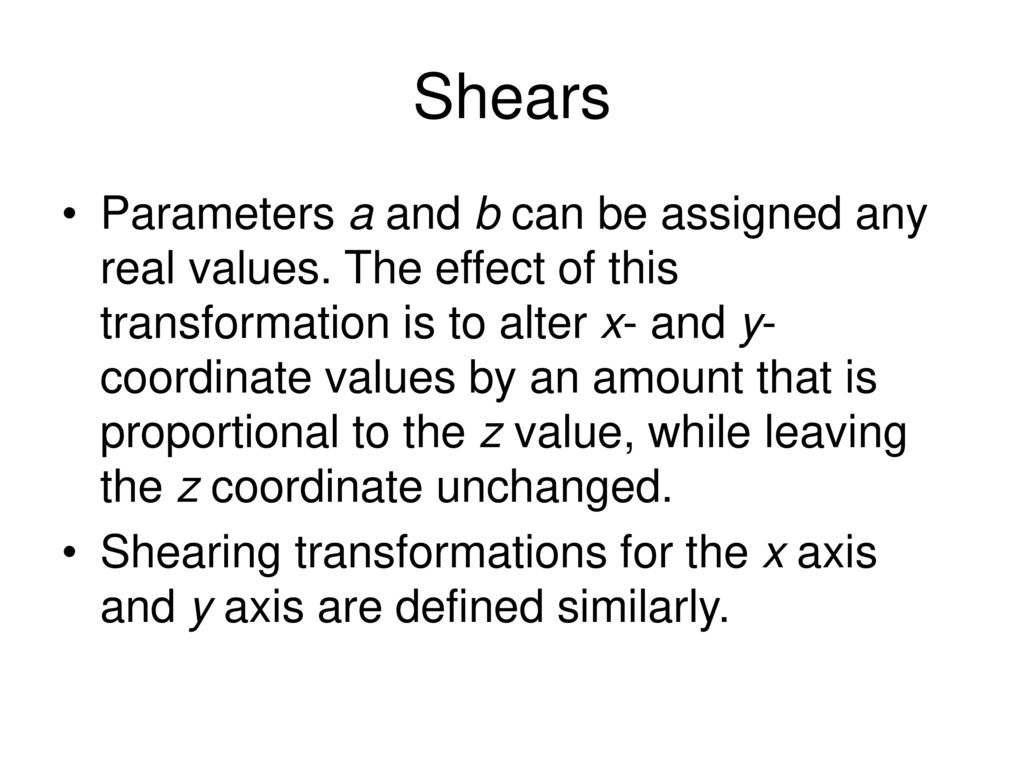 Shears
• Parameters a and b can be assigned any
real values. The effect of this
transformation is to alter x- and y-
coordinate values by an amount that is
proportional to the z value, while leaving
the z coordinate unchanged.
• Shearing transformations for the x axis
and y axis are defined similarly.